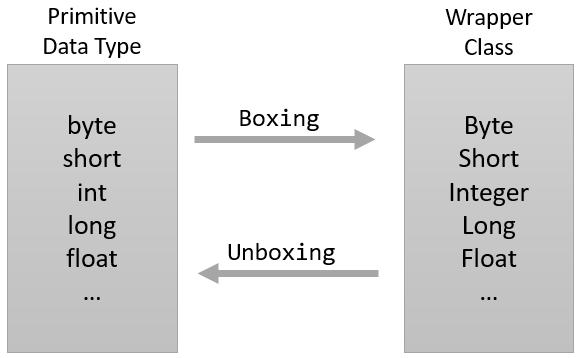 Primitive
Data Type
byte
short
int
long
float
...
Boxing
Unboxing
Wrapper
Class
Byte
Short
Integer
Long
Float
...